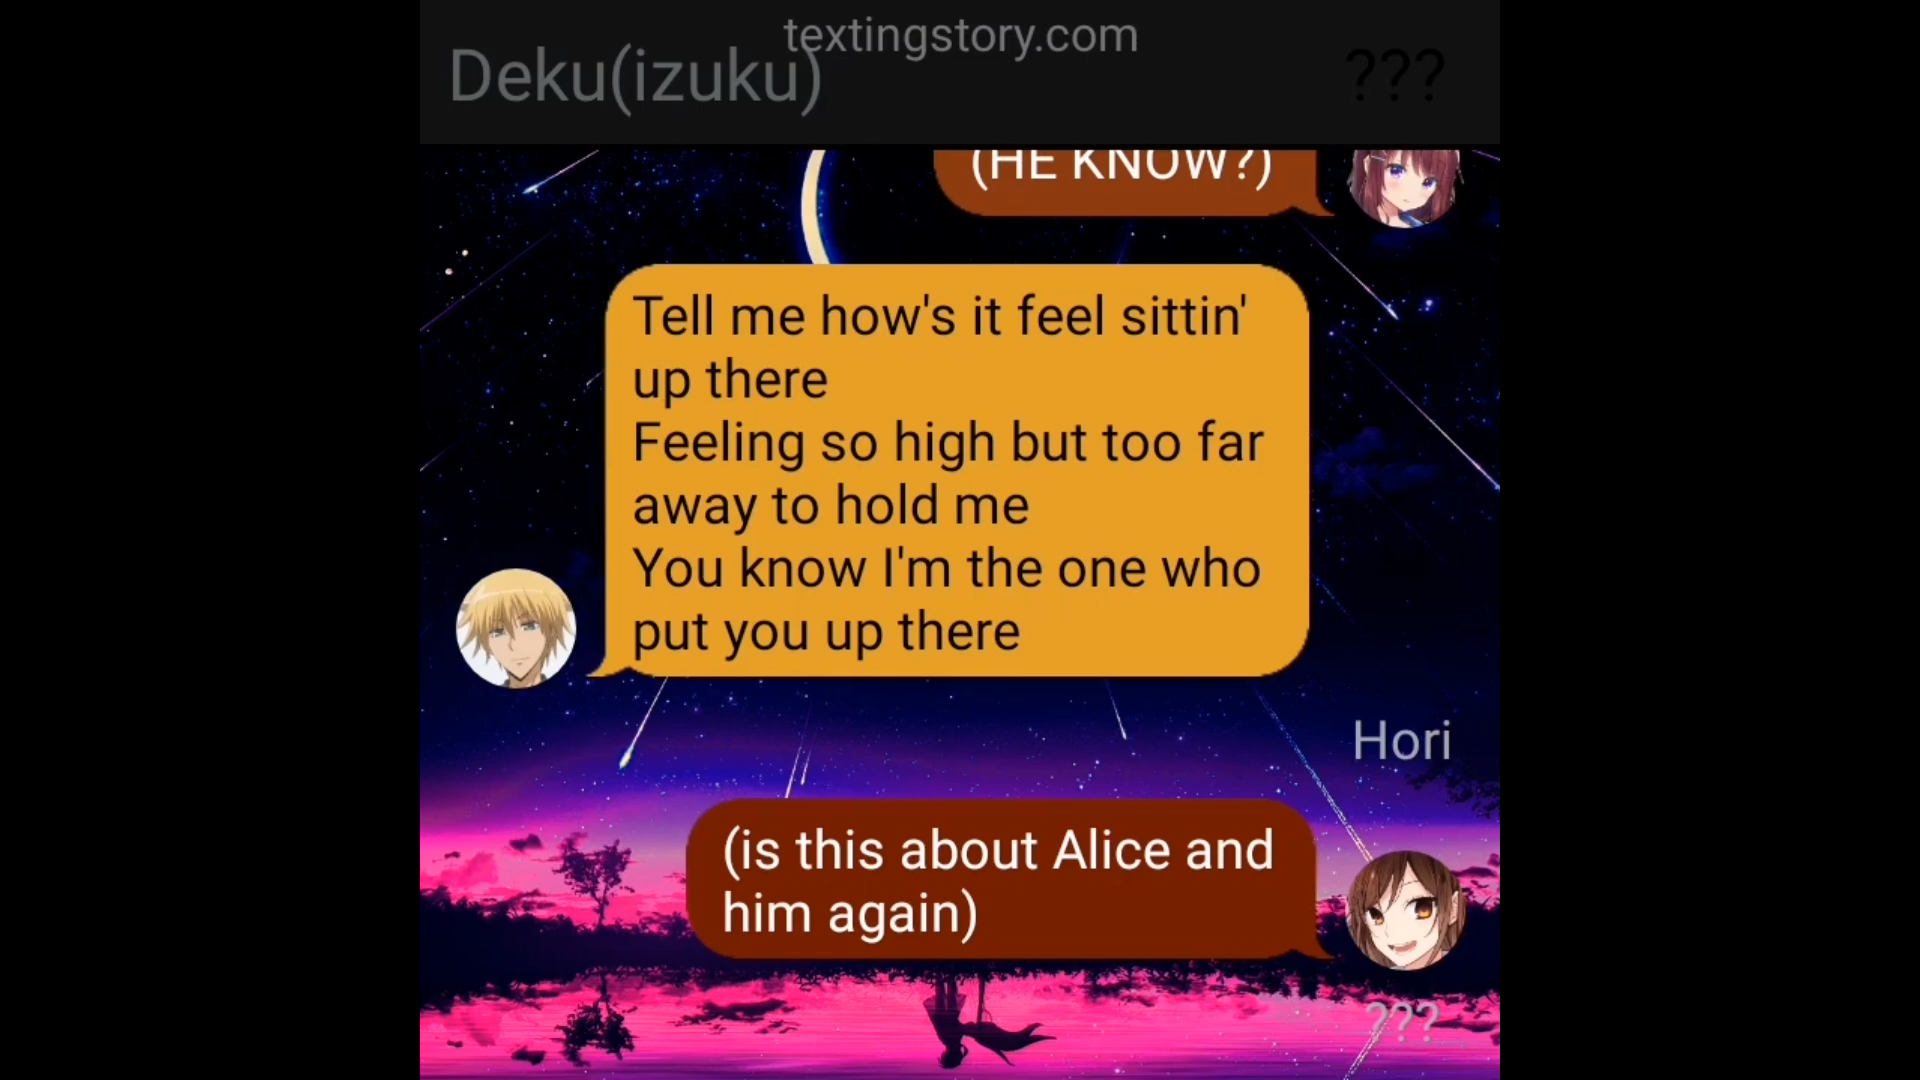 textingstory.com
Deku(izuku)
???
(HE KNOW?)
Tell me how's it feel sittin'
up there
Feeling so high but too far
away to hold me
You know I'm the one who
put you up there
Hori
(is this about Alice and
him again)
???